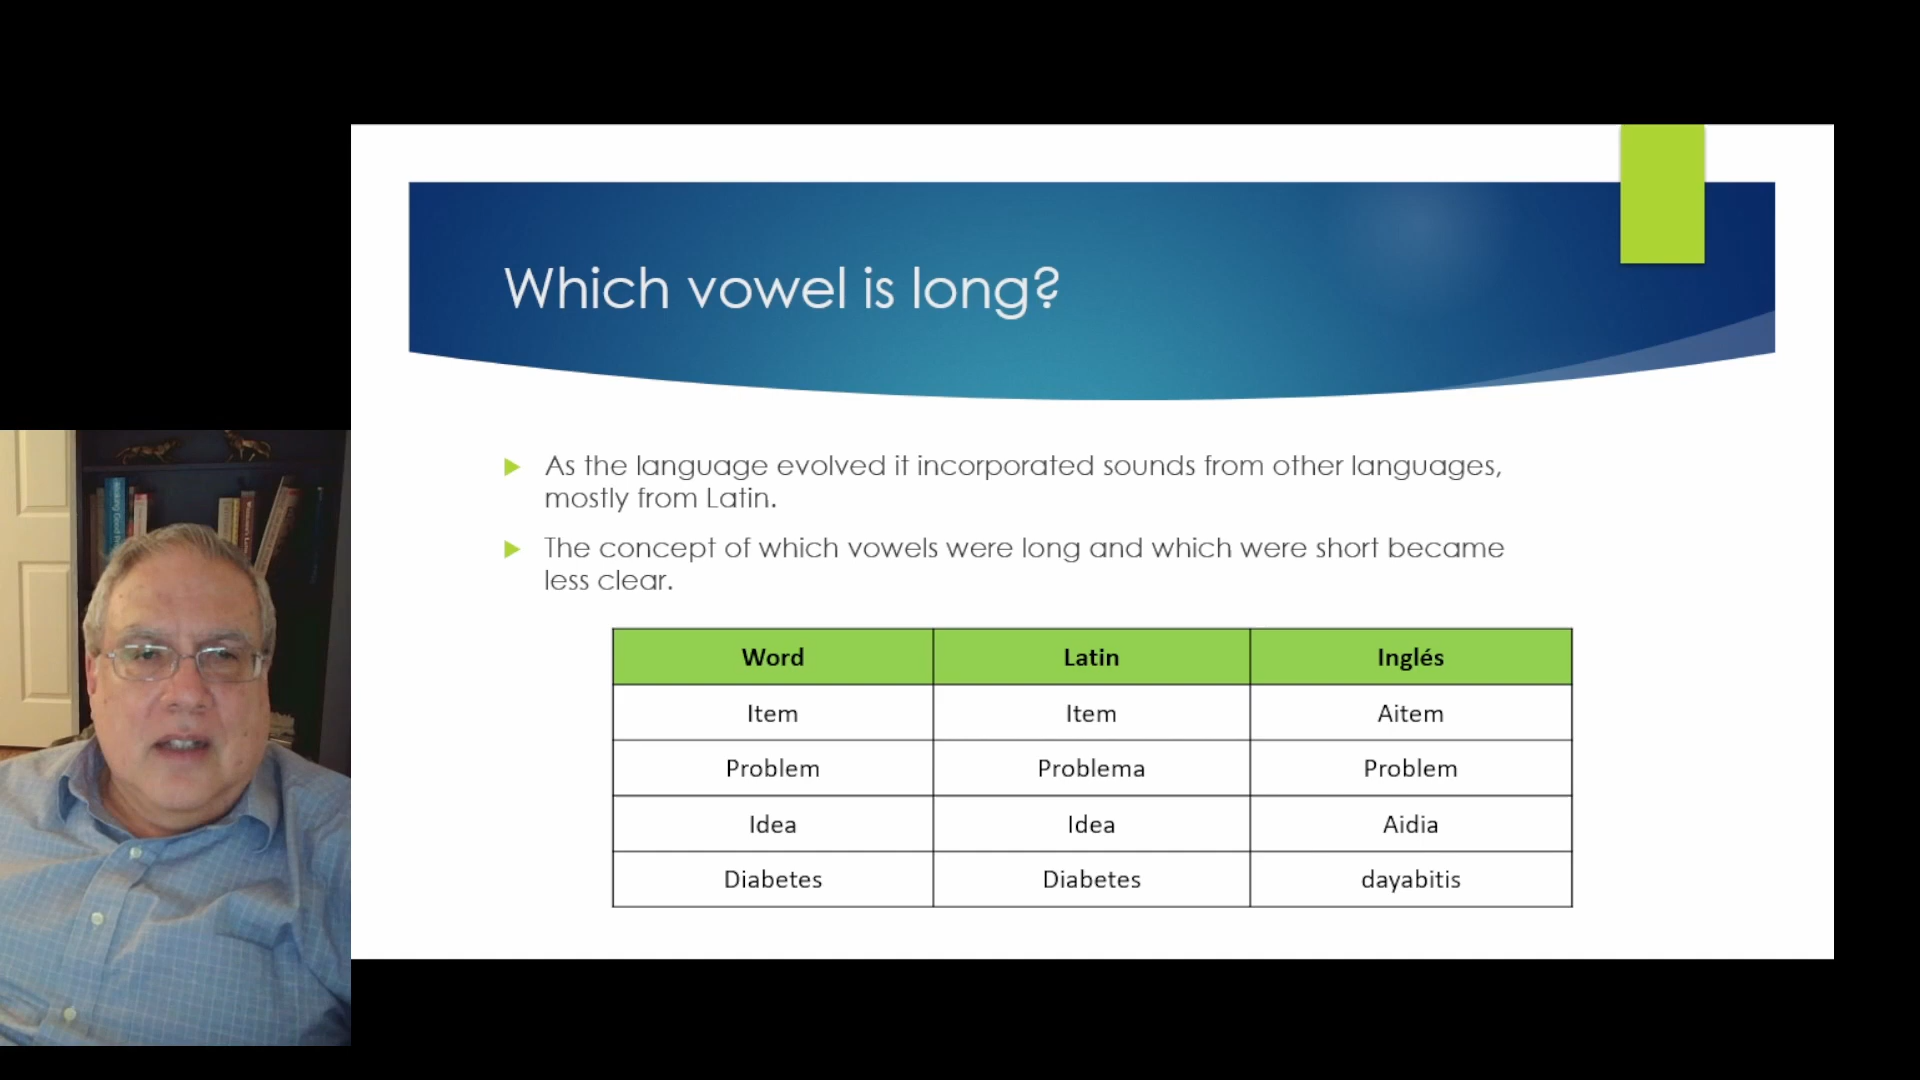 Which vowel is long?
As the language evolved it incorporated sounds from other languages,
mostly from Latin.
The concept of which vowels were long and which were short became
less clear.
Word Latin Inglés
Item Item Aitem
Problem Problema Problem
Idea Idea Aidia
Diabetes Diabetes dayabitis